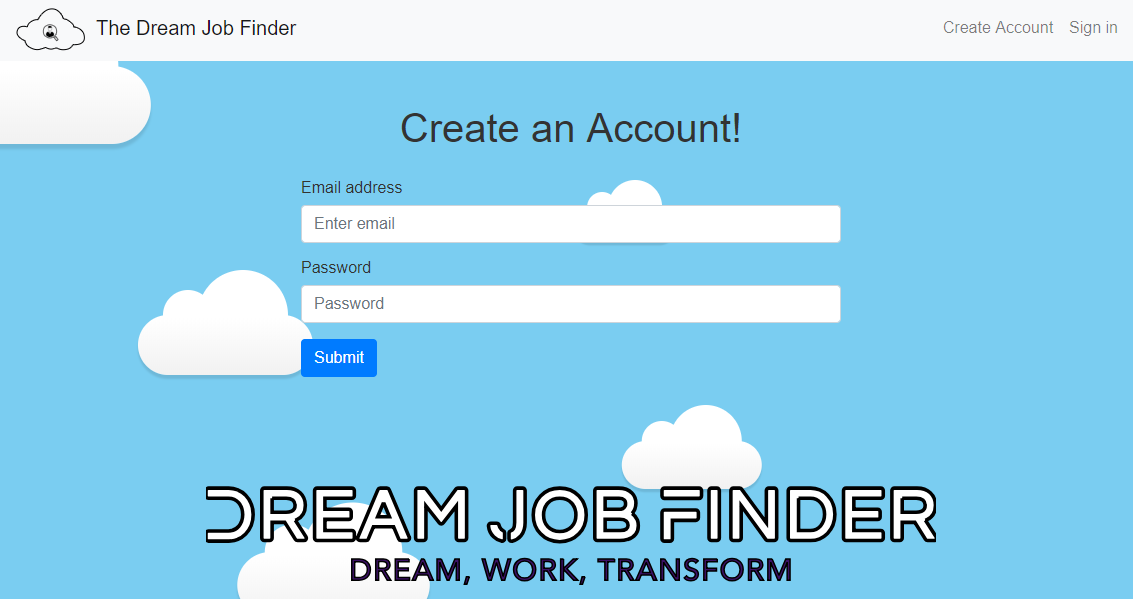 The Dream Job Finder
Create Account
Sign in
Create an Account!
Email address
Enter email
Password
Password
Submit
DREAM JOB FINDER
DREAM, WORK, TRANSFORM